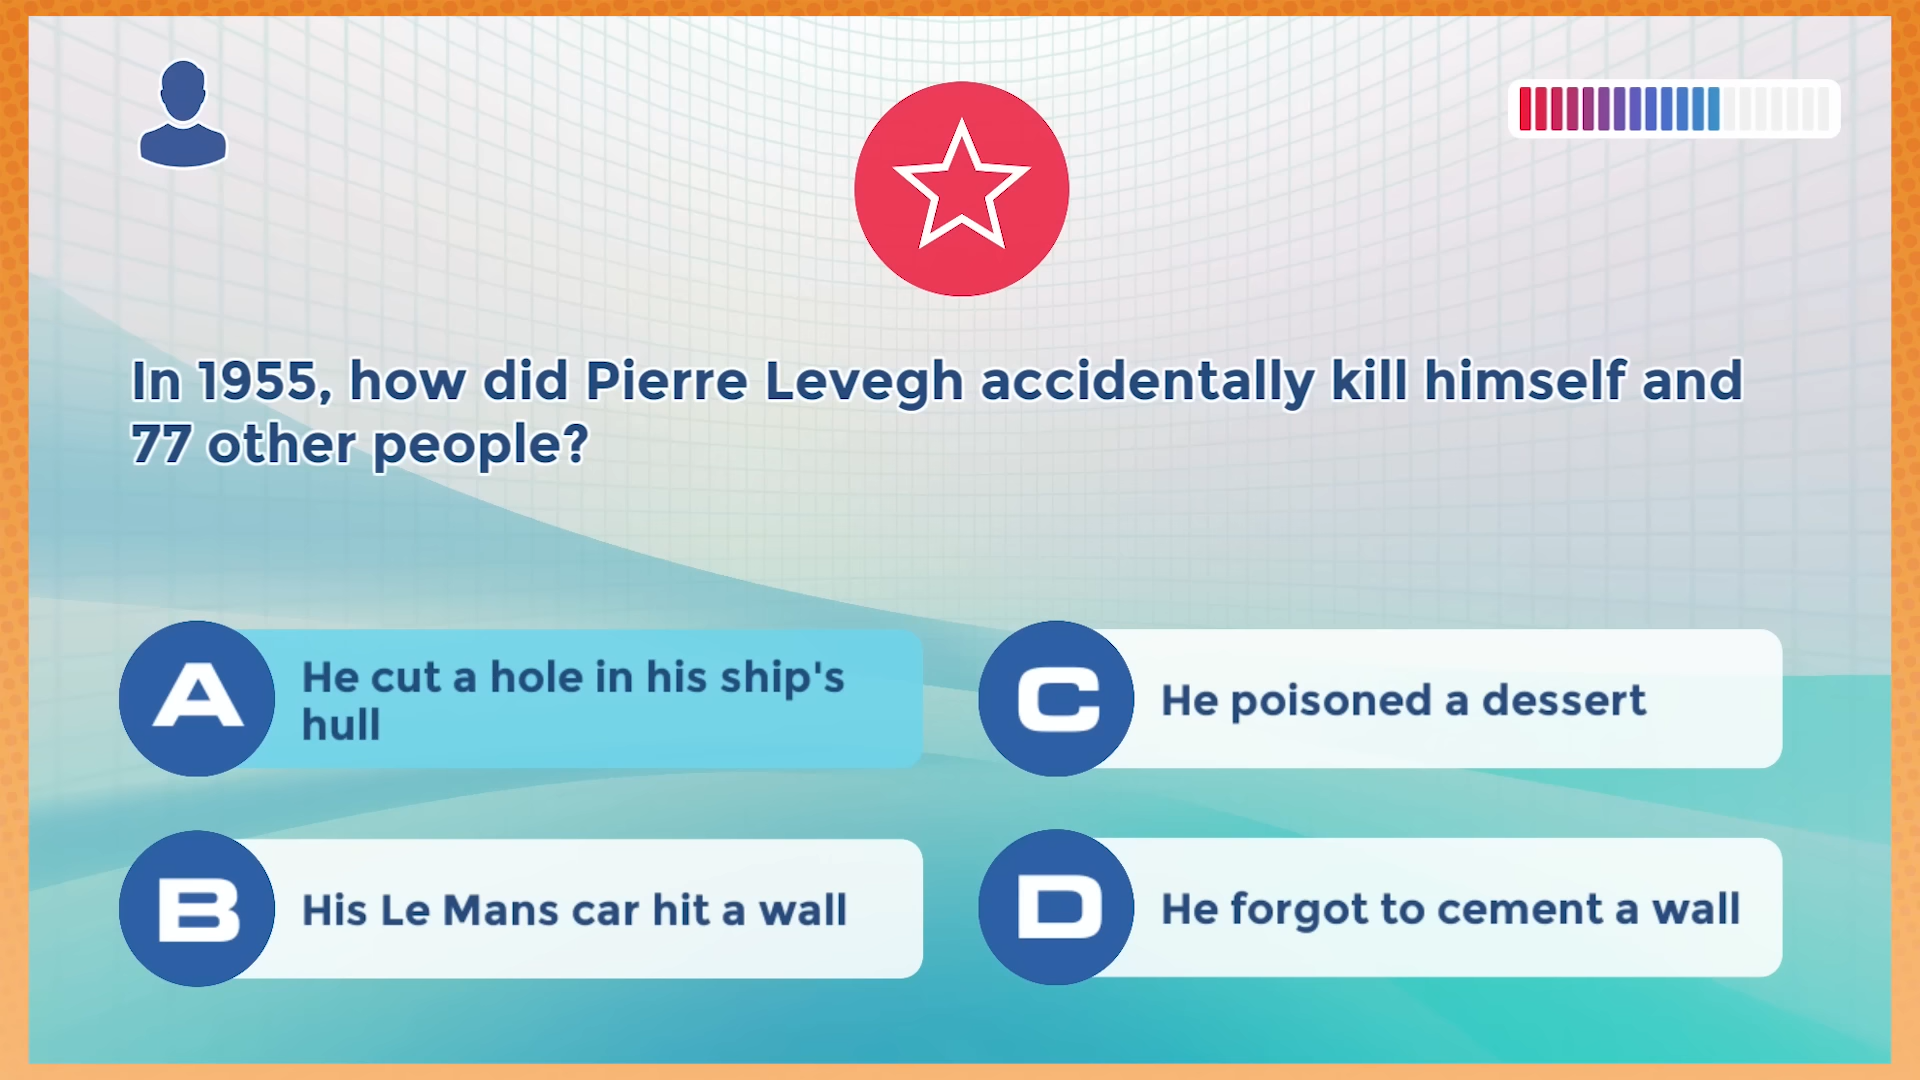 In 1955, how did Pierre Levegh accidentally kill himself and
77 other people?
A
He cut a hole in his ship's
hull
B
His Le Mans car hit a wall
C
He poisoned a dessert
D
He forgot to cement a wall